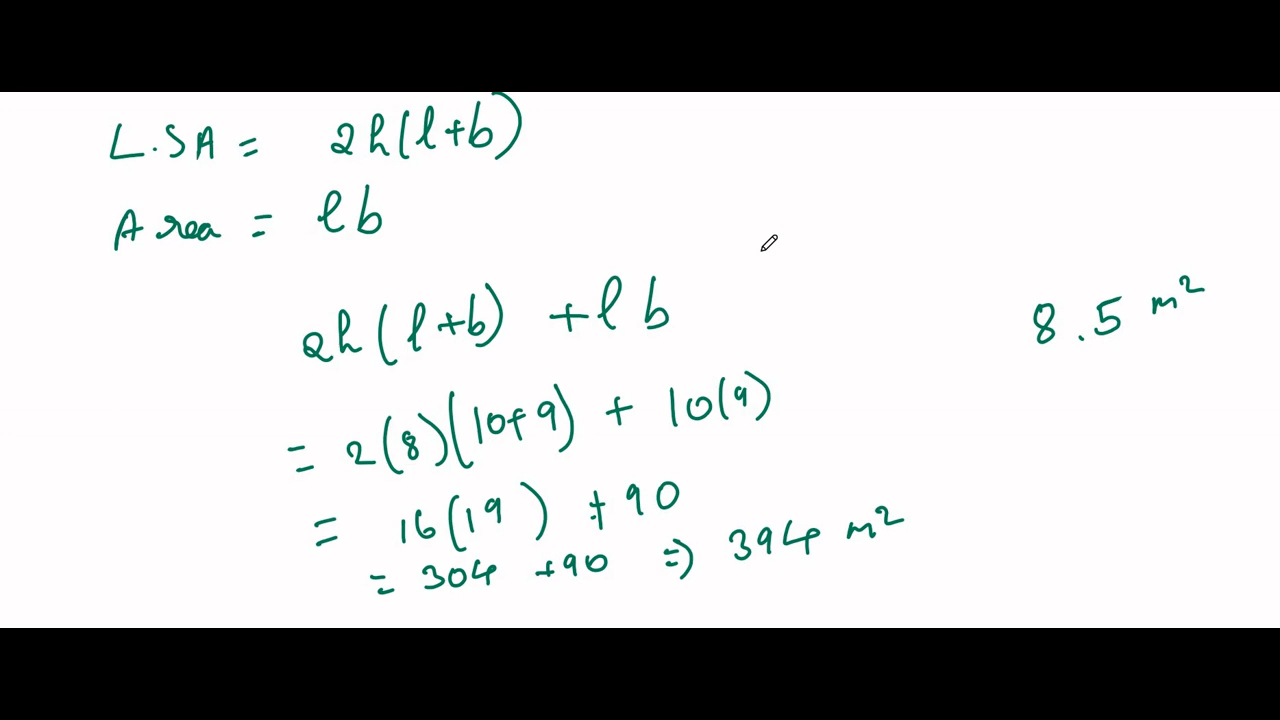 L.SA = 2h(l+b)
Area = lb
2h(l+b) +lb
8.5 m²
= 2(8)(10+9) + 10(9)
= 16(19) + 90
= 304 +90 ⇒ 394 m²